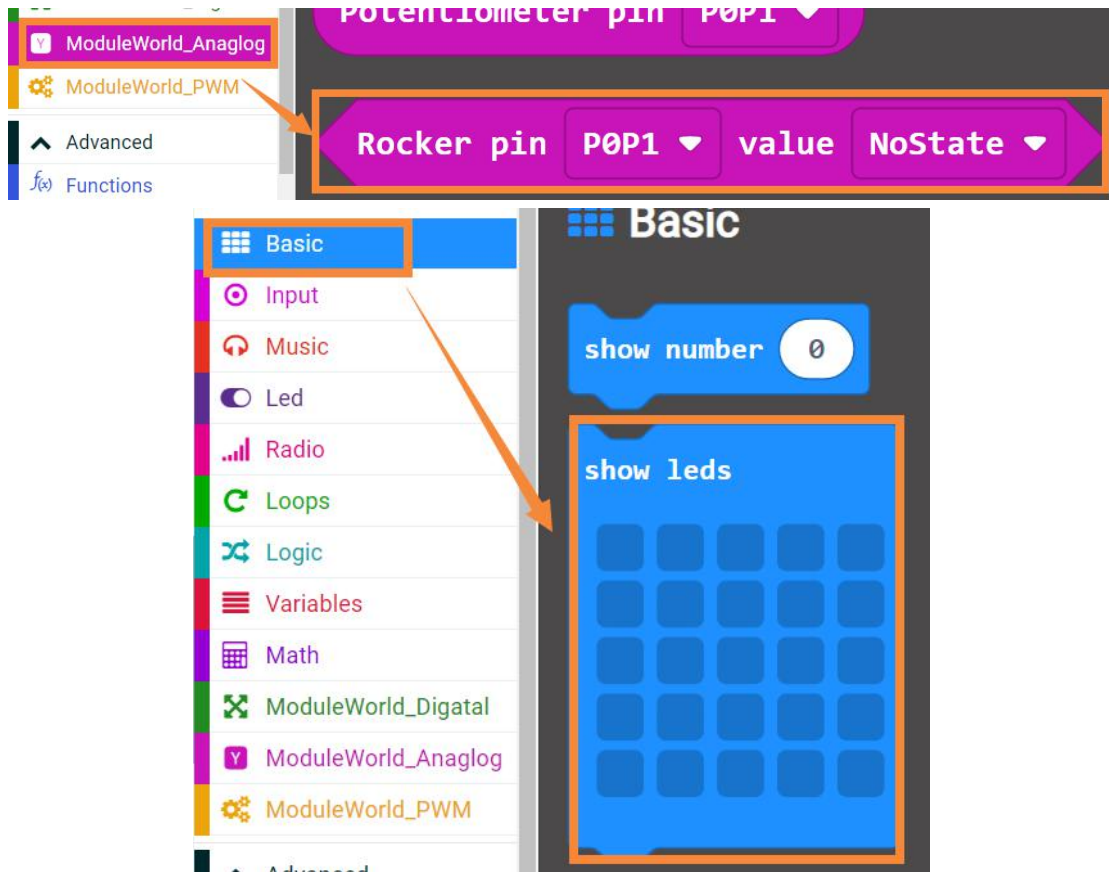 Potentiometer pin P0P1
ModuleWorld_Anaglog
ModuleWorld_PWM
Advanced
Functions
Rocker pin P0P1 value NoState
Basic
Input
Music
Led
Radio
Loops
Logic
Variables
Math
ModuleWorld_Digatal
ModuleWorld_Anaglog
ModuleWorld_PWM
Advanced
Basic
show number 0
show leds